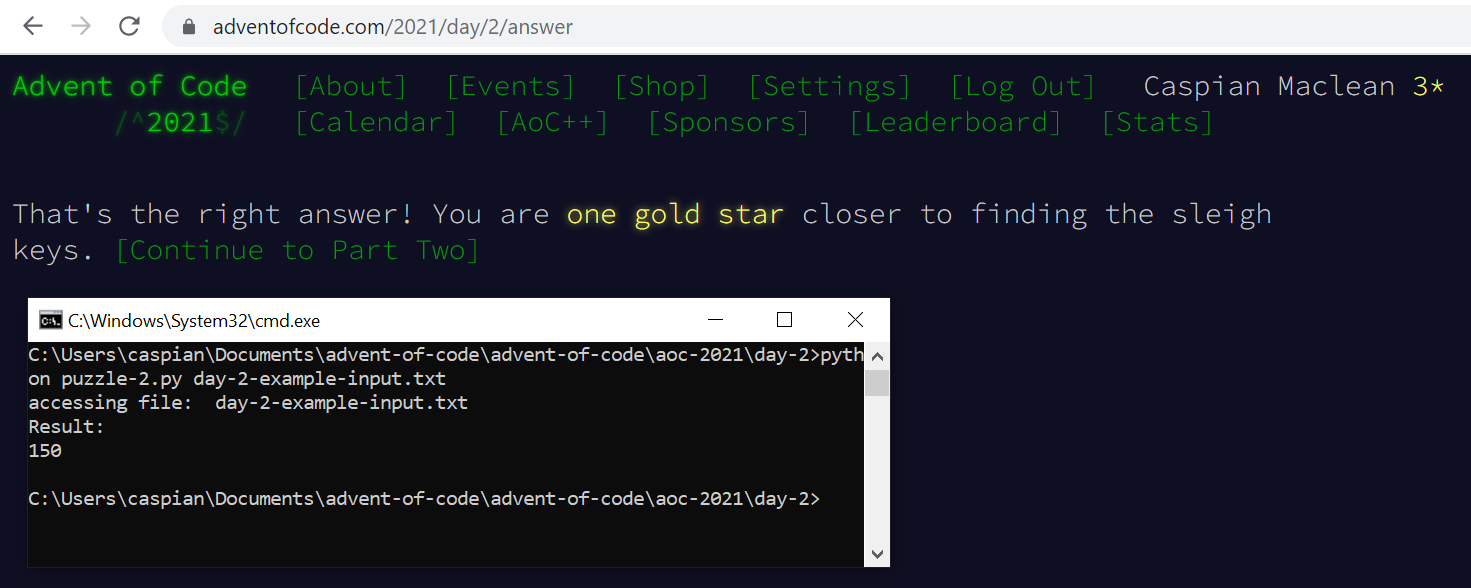 adventofcode.com/2021/day/2/answer
Advent of Code [About] [Events] [Shop] [Settings] [Log Out] Caspian Maclean 3*
/^2021$/ [Calendar] [AoC++] [Sponsors] [Leaderboard] [Stats]
That's the right answer! You are one gold star closer to finding the sleigh
keys. [Continue to Part Two]
C:\Windows\System32\cmd.exe
C:\Users\caspian\Documents\advent-of-code\advent-of-code\aoc-2021\day-2>pyth
on puzzle-2.py day-2-example-input.txt
accessing file:  day-2-example-input.txt
Result:
150
C:\Users\caspian\Documents\advent-of-code\advent-of-code\aoc-2021\day-2>